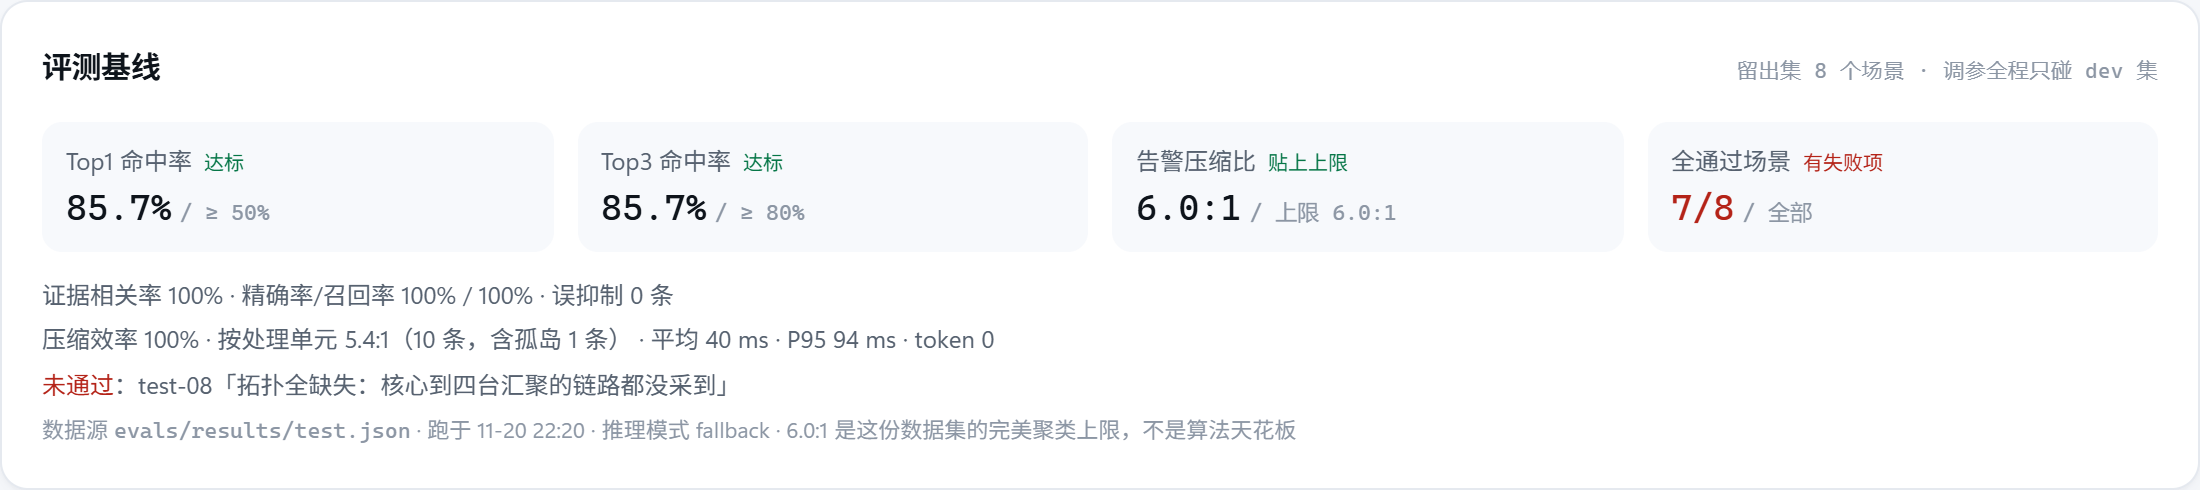 评测基线
留出集 8 个场景 · 调参全程只碰 dev 集
Top1 命中率 达标
85.7% / ≥ 50%
Top3 命中率 达标
85.7% / ≥ 80%
告警压缩比 贴上上限
6.0:1 / 上限 6.0:1
全通过场景 有失败项
7/8 / 全部
证据相关率 100% · 精确率/召回率 100% / 100% · 误抑制 0 条
压缩效率 100% · 按处理单元 5.4:1（10 条，含孤岛 1 条） · 平均 40 ms · P95 94 ms · token 0
未通过：test-08「拓扑全缺失：核心到四台汇聚的链路都没采到」
数据源 evals/results/test.json · 跑于 11-20 22:20 · 推理模式 fallback · 6.0:1 是这份数据集的完美聚类上限，不是算法天花板